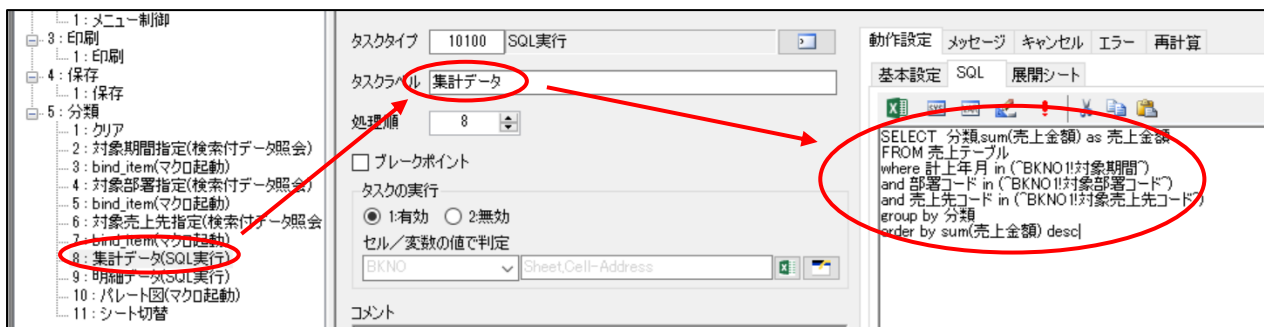 1 : メニュー制御
3 : 印刷
1 : 印刷
4 : 保存
1 : 保存
5 : 分類
1 : クリア
2 : 対象期間指定(検索付データ照会)
3 : bind_item(マクロ起動)
4 : 対象部署指定(検索付データ照会)
5 : bind_item(マクロ起動)
6 : 対象売上先指定(検索付データ照会
7 : bind_item(マクロ起動)
8 : 集計データ(SQL実行)
9 : 明細データ(SQL実行)
10 : パレート図(マクロ起動)
11 : シート切替
タスクタイプ 10100 SQL実行
タスクラベル 集計データ
処理順 8
ブレークポイント
タスクの実行
1:有効 2:無効
セル／変数の値で判定
BKNO Sheet,Cell-Address
コメント
動作設定 メッセージ キャンセル エラー 再計算
基本設定 SQL 展開シート
SELECT 分類,sum(売上金額) as 売上金額
FROM 売上テーブル
where 計上年月 in (^BKNO1!対象期間^)
and 部署コード in (^BKNO1!対象部署コード^)
and 売上先コード in (^BKNO1!対象売上先コード^)
group by 分類
order by sum(売上金額) desc